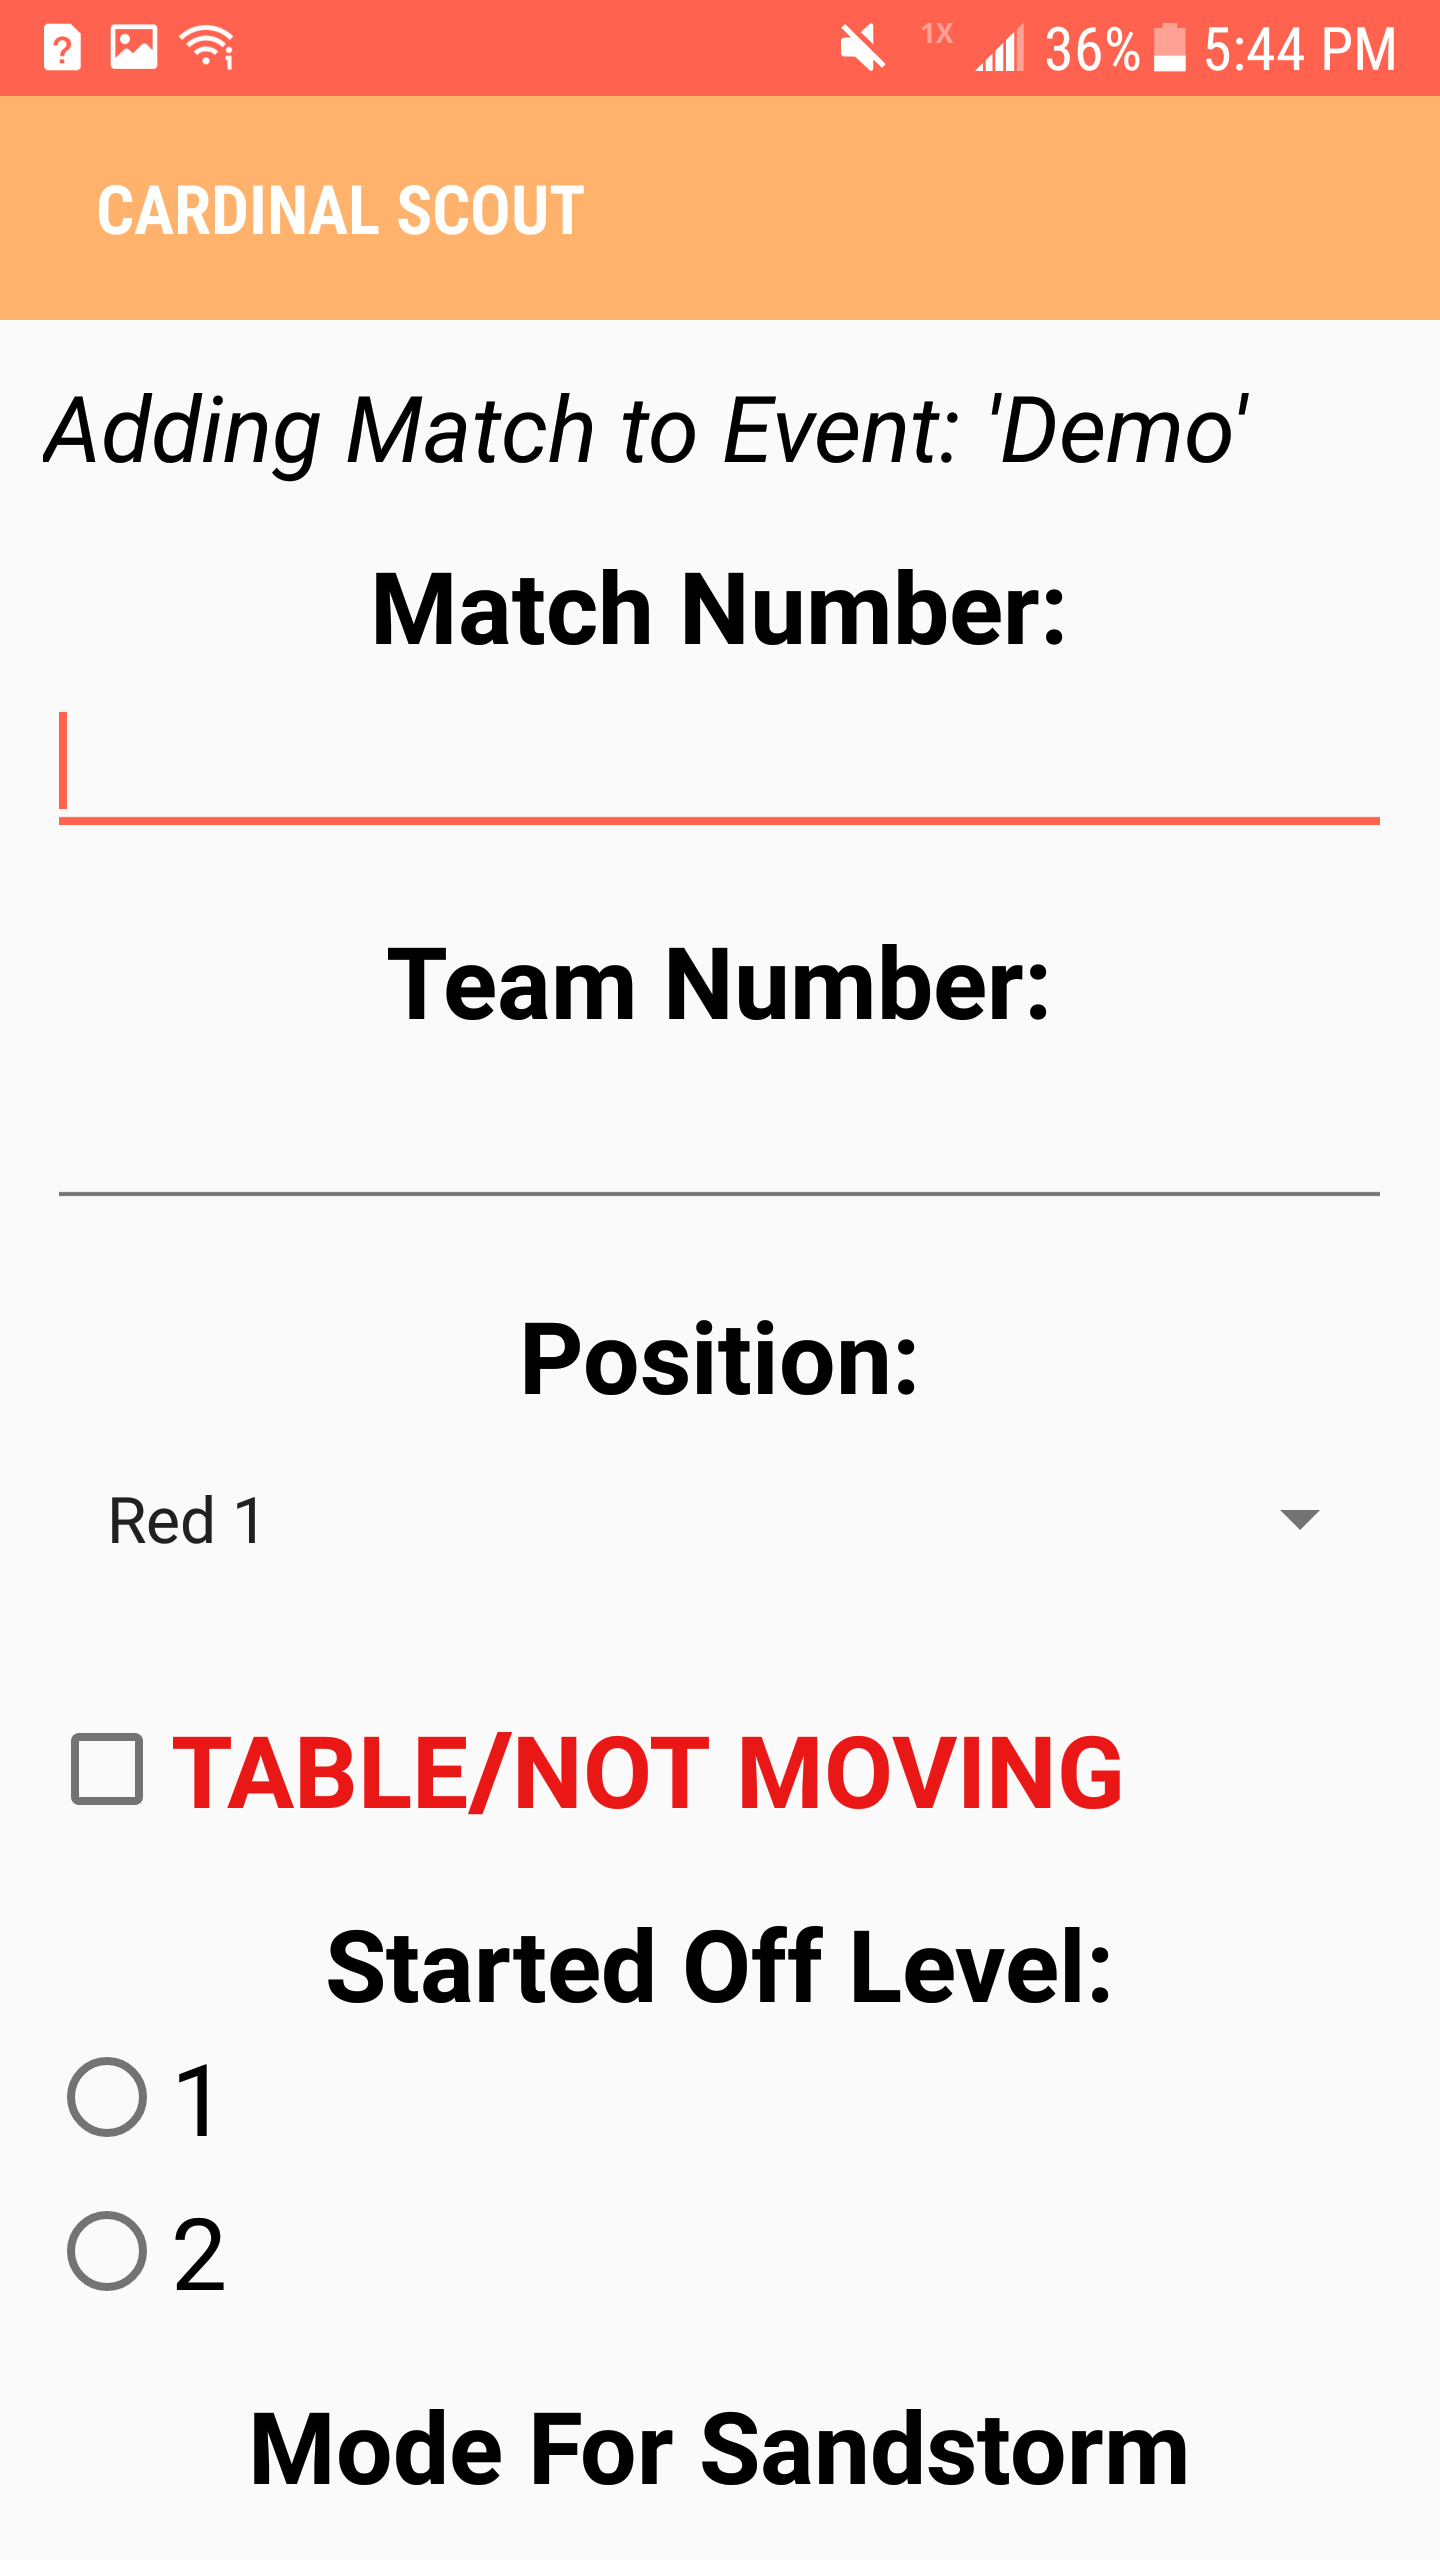 1X 36% 5:44 PM
CARDINAL SCOUT
Adding Match to Event: 'Demo'
Match Number:
Team Number:
Position:
Red 1
TABLE/NOT MOVING
Started Off Level:
1
2
Mode For Sandstorm